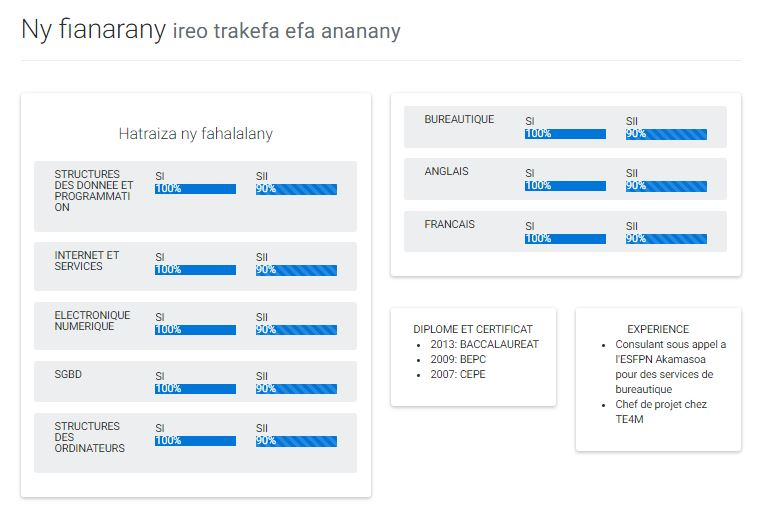 Ny fianarany ireo trakefa efa ananany
Hatraiza ny fahalalany
STRUCTURES
DES DONNEE ET
PROGRAMMATI
ON
SI
100%
SII
90%
INTERNET ET
SERVICES
SI
100%
SII
90%
ELECTRONIQUE
NUMERIQUE
SI
100%
SII
90%
SGBD
SI
100%
SII
90%
STRUCTURES
DES
ORDINATEURS
SI
100%
SII
90%
BUREAUTIQUE
SI
100%
SII
90%
ANGLAIS
SI
100%
SII
90%
FRANCAIS
SI
100%
SII
90%
DIPLOME ET CERTIFICAT
• 2013: BACCALAUREAT
• 2009: BEPC
• 2007: CEPE
EXPERIENCE
• Consulant sous appel a
l'ESFPN Akamasoa
pour des services de
bureautique
• Chef de projet chez
TE4M